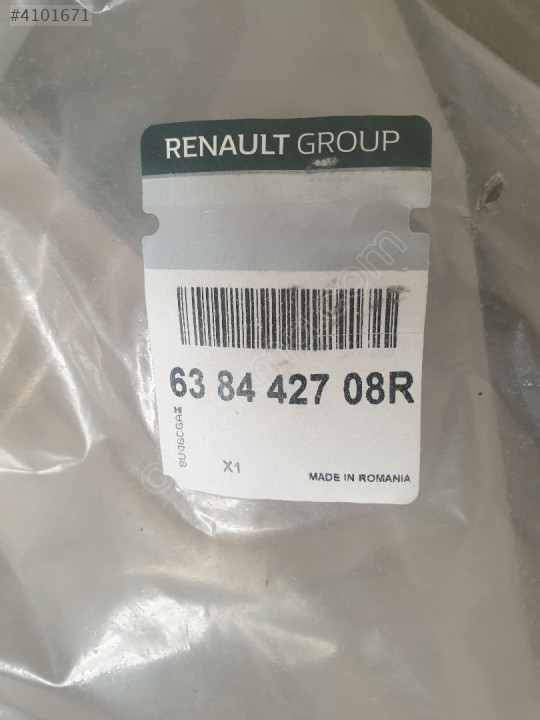 #4101671
RENAULT GROUP
63 84 427 08R
X1
MADE IN ROMANIA